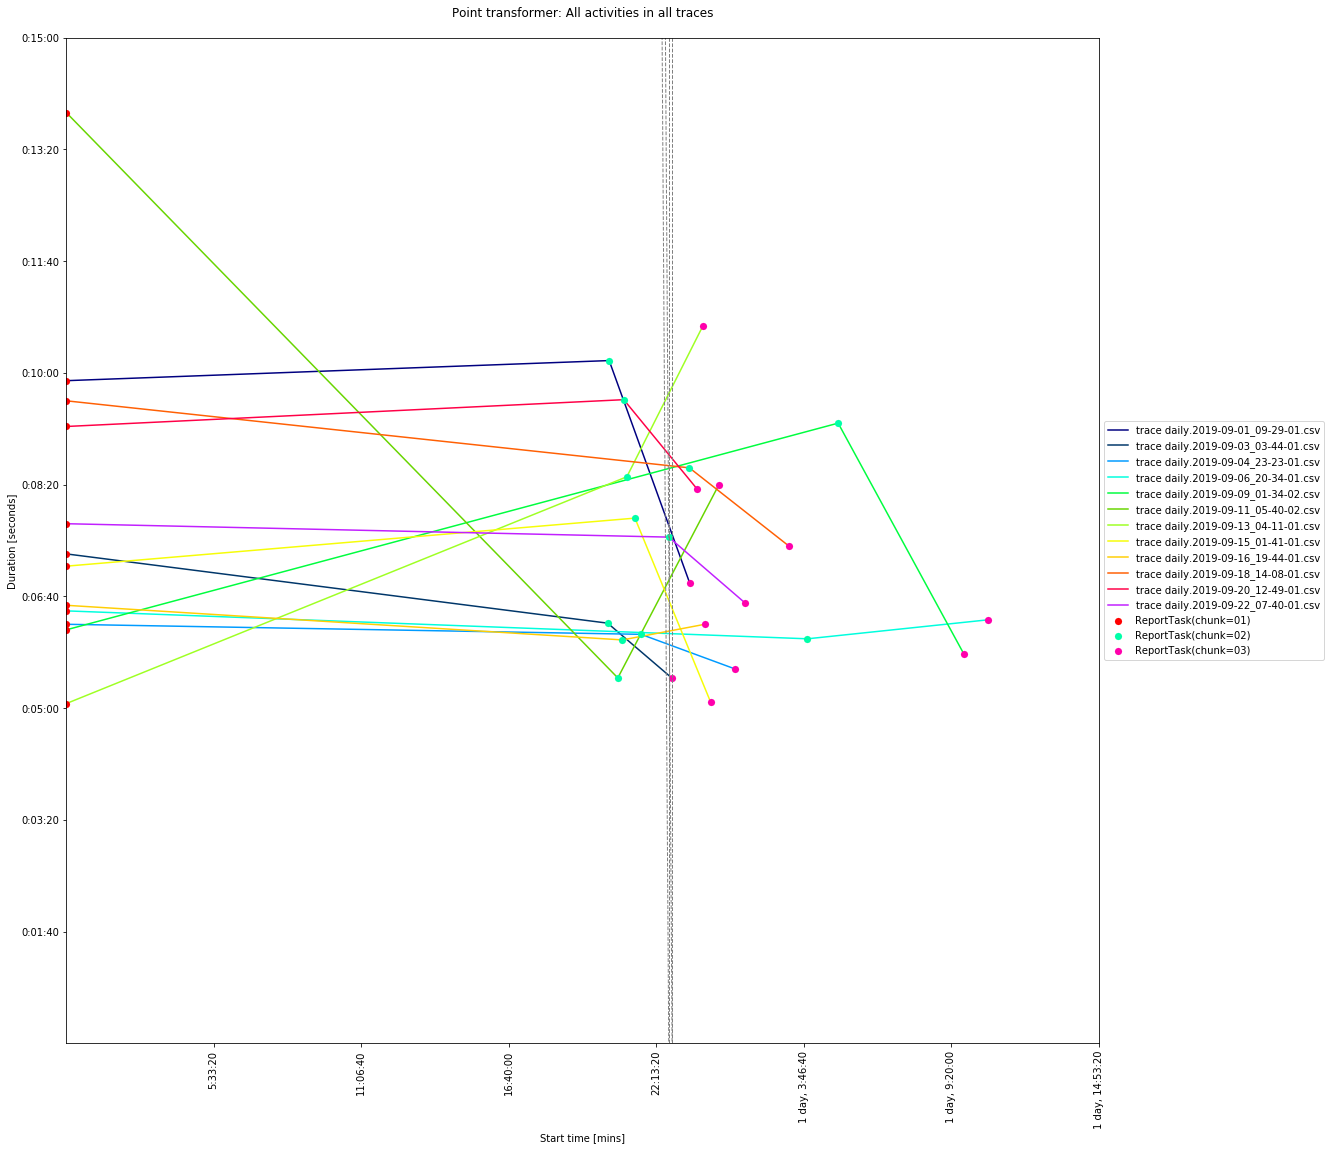 Point transformer: All activities in all traces
0:15:00
0:13:20
0:11:40
0:10:00
0:08:20
0:06:40
0:05:00
0:03:20
0:01:40
Duration [seconds]
5:33:20
11:06:40
16:40:00
22:13:20
1 day, 3:46:40
1 day, 9:20:00
1 day, 14:53:20
Start time [mins]
trace daily.2019-09-01_09-29-01.csv
trace daily.2019-09-03_03-44-01.csv
trace daily.2019-09-04_23-23-01.csv
trace daily.2019-09-06_20-34-01.csv
trace daily.2019-09-09_01-34-02.csv
trace daily.2019-09-11_05-40-02.csv
trace daily.2019-09-13_04-11-01.csv
trace daily.2019-09-15_01-41-01.csv
trace daily.2019-09-16_19-44-01.csv
trace daily.2019-09-18_14-08-01.csv
trace daily.2019-09-20_12-49-01.csv
trace daily.2019-09-22_07-40-01.csv
ReportTask(chunk=01)
ReportTask(chunk=02)
ReportTask(chunk=03)